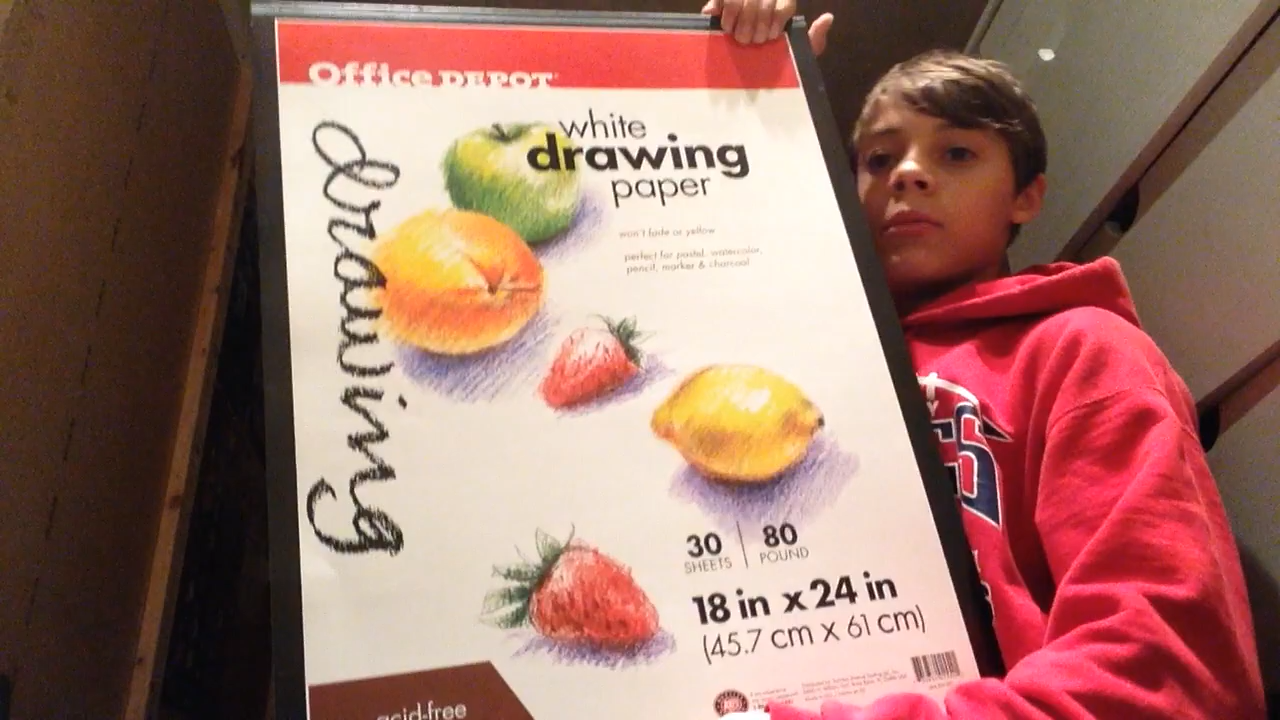 Office DEPOT
drawing
white
drawing
paper
won't fade or yellow
perfect for pastel, watercolor,
pencil, marker & charcoal
30 SHEETS | 80 POUND
18 in x 24 in
(45.7 cm x 61 cm)
acid-free